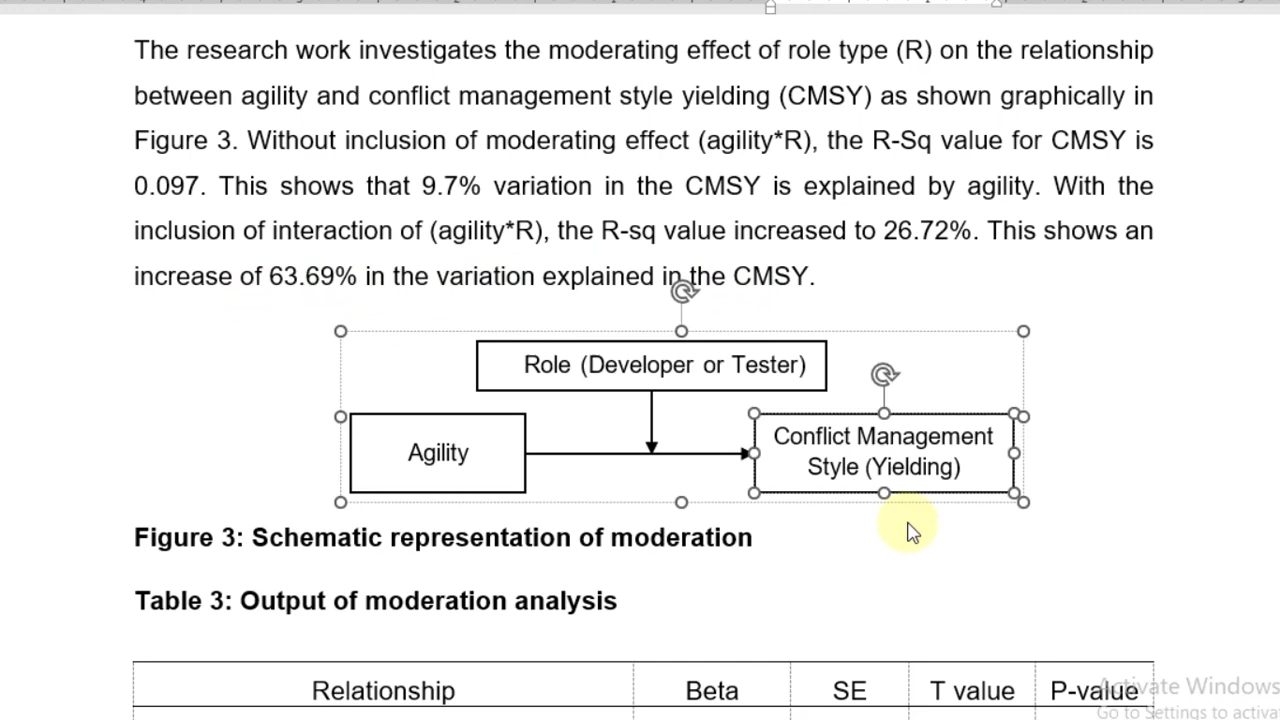 The research work investigates the moderating effect of role type (R) on the relationship
between agility and conflict management style yielding (CMSY) as shown graphically in
Figure 3. Without inclusion of moderating effect (agility*R), the R-Sq value for CMSY is
0.097. This shows that 9.7% variation in the CMSY is explained by agility. With the
inclusion of interaction of (agility*R), the R-sq value increased to 26.72%. This shows an
increase of 63.69% in the variation explained in the CMSY.
Role (Developer or Tester)
Agility
Conflict Management
Style (Yielding)
Figure 3: Schematic representation of moderation
Table 3: Output of moderation analysis
Relationship Beta SE T value P-value
Activate Windows
Go to Settings to activa